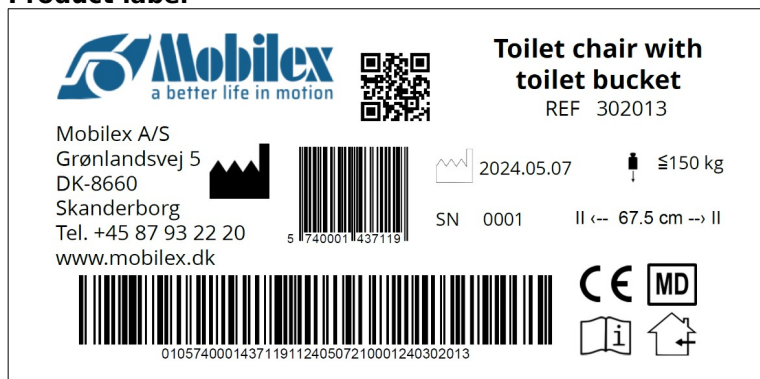 Product label
Mobilex
a better life in motion
Toilet chair with
toilet bucket
REF 302013
Mobilex A/S
Grønlandsvej 5
DK-8660
Skanderborg
Tel. +45 87 93 22 20
www.mobilex.dk
5 740001 437119
2024.05.07
≦150 kg
SN 0001
II ‹-- 67.5 cm --› II
CE MD
i
010574000143711911240507210001240302013